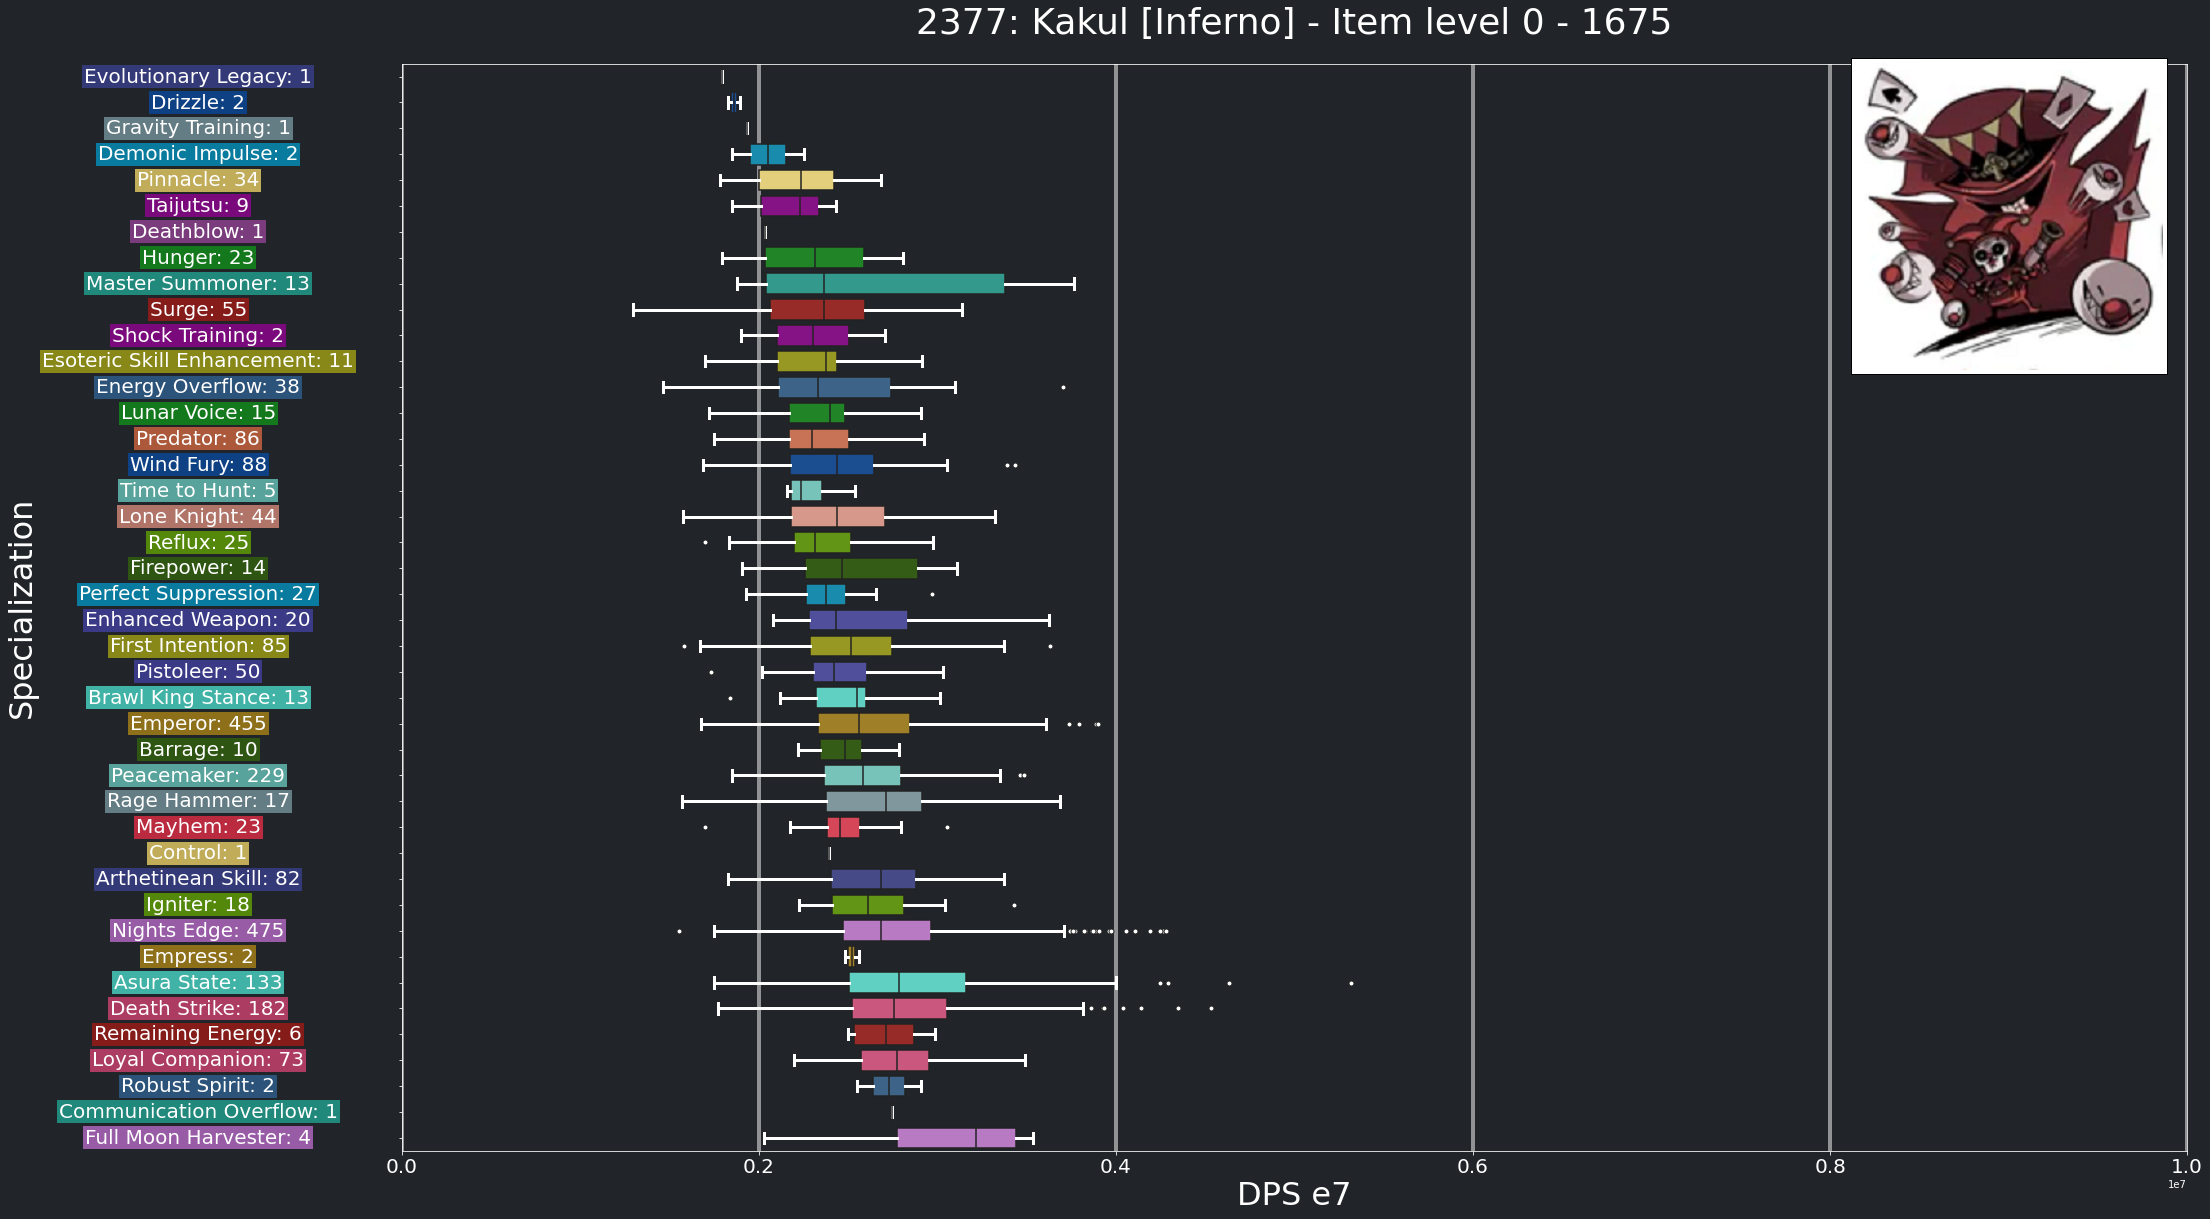 2377: Kakul [Inferno] - Item level 0 - 1675
Specialization
Evolutionary Legacy: 1
Drizzle: 2
Gravity Training: 1
Demonic Impulse: 2
Pinnacle: 34
Taijutsu: 9
Deathblow: 1
Hunger: 23
Master Summoner: 13
Surge: 55
Shock Training: 2
Esoteric Skill Enhancement: 11
Energy Overflow: 38
Lunar Voice: 15
Predator: 86
Wind Fury: 88
Time to Hunt: 5
Lone Knight: 44
Reflux: 25
Firepower: 14
Perfect Suppression: 27
Enhanced Weapon: 20
First Intention: 85
Pistoleer: 50
Brawl King Stance: 13
Emperor: 455
Barrage: 10
Peacemaker: 229
Rage Hammer: 17
Mayhem: 23
Control: 1
Arthetinean Skill: 82
Igniter: 18
Nights Edge: 475
Empress: 2
Asura State: 133
Death Strike: 182
Remaining Energy: 6
Loyal Companion: 73
Robust Spirit: 2
Communication Overflow: 1
Full Moon Harvester: 4
0.0 0.2 0.4 0.6 0.8 1.0
1e7
DPS e7